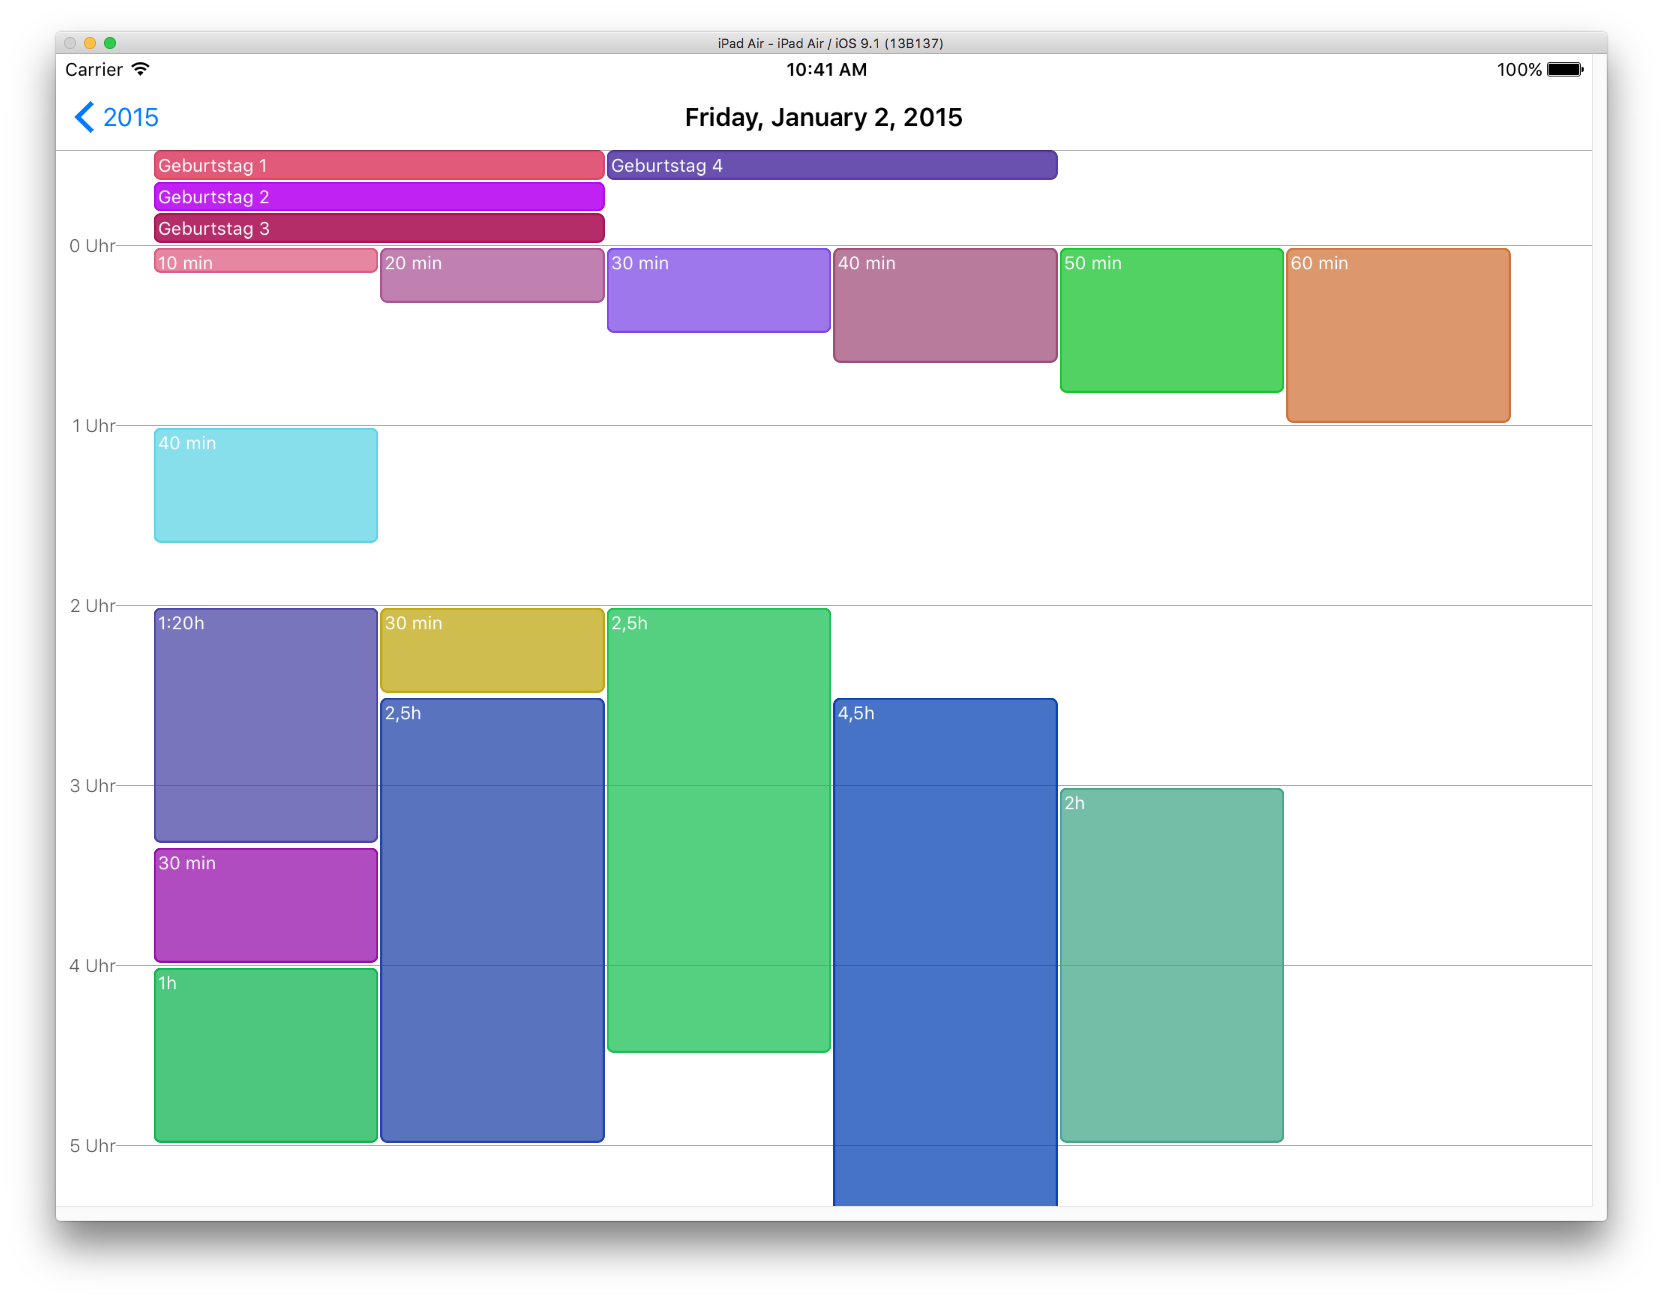 iPad Air - iPad Air / iOS 9.1 (13B137)
Carrier 10:41 AM 100%
2015 Friday, January 2, 2015
Geburtstag 1 Geburtstag 4
Geburtstag 2
Geburtstag 3
0 Uhr
10 min 20 min 30 min 40 min 50 min 60 min
1 Uhr
40 min
2 Uhr
1:20h 30 min 2,5h
2,5h 4,5h
3 Uhr
2h
30 min
4 Uhr
1h
5 Uhr